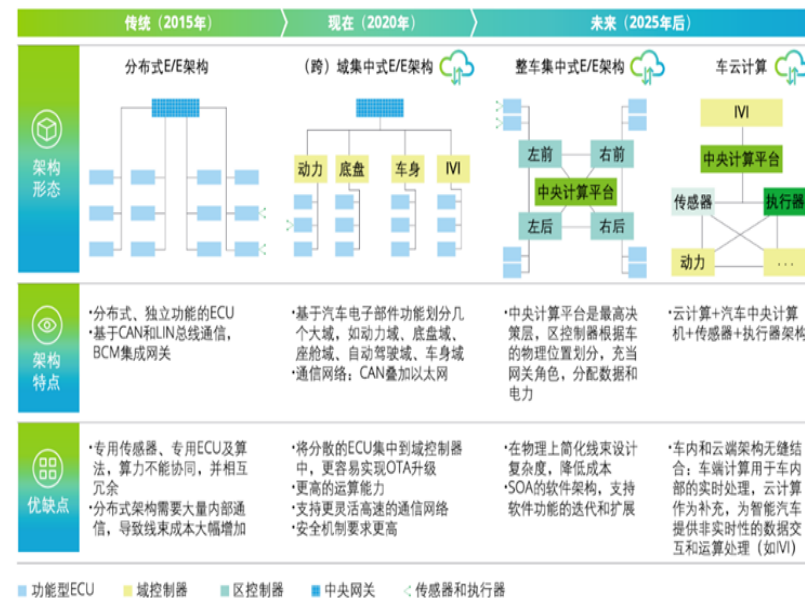 传统（2015年）
现在（2020年）
未来（2025年后）
架构
形态
分布式E/E架构
（跨）域集中式E/E架构
动力
底盘
车身
IVI
整车集中式E/E架构
左前
右前
中央计算平台
左后
右后
车云计算
IVI
中央计算平台
传感器
执行器
动力
...
架构
特点
•分布式、独立功能的ECU
•基于CAN和LIN总线通信，
BCM集成网关
•基于汽车电子部件功能划分几
个大域，如动力域、底盘域、
座舱域、自动驾驶域、车身域
•通信网络：CAN叠加以太网
•中央计算平台是最高决
策层，区控制器根据车
的物理位置划分，充当
网关角色，分配数据和
电力
•云计算+汽车中央计算
机+传感器+执行器架构
优缺点
•专用传感器、专用ECU及算
法，算力不能协同，并相互
冗余
•分布式架构需要大量内部通
信，导致线束成本大幅增加
•将分散的ECU集中到域控制器
中，更容易实现OTA升级
•更高的运算能力
•支持更灵活高速的通信网络
•安全机制要求更高
•在物理上简化线束设计
复杂度，降低成本
•SOA的软件架构，支持
软件功能的迭代和扩展
•车内和云端架构无缝结
合；车端计算用于车内
部的实时处理，云计算
作为补充，为智能汽车
提供非实时性的数据交
互和运算处理（如IVI）
功能型ECU
域控制器
区控制器
中央网关
传感器和执行器